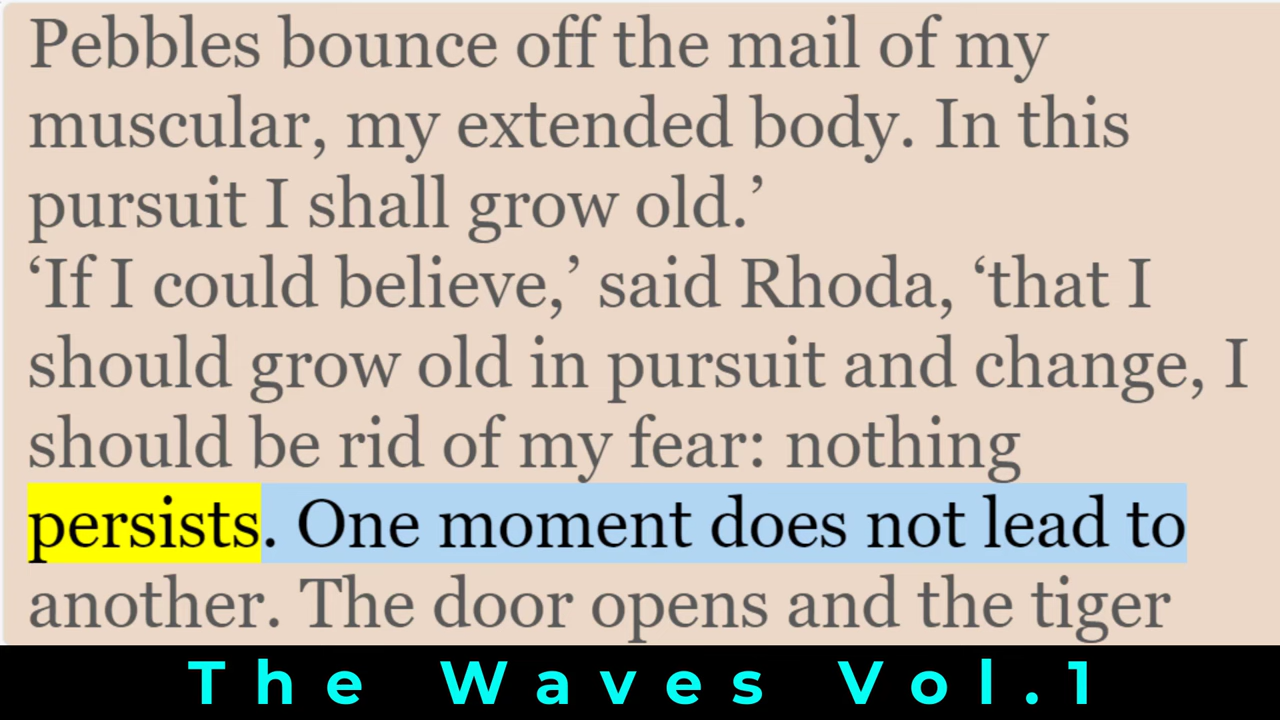 Pebbles bounce off the mail of my
muscular, my extended body. In this
pursuit I shall grow old.’
‘If I could believe,’ said Rhoda, ‘that I
should grow old in pursuit and change, I
should be rid of my fear: nothing
persists. One moment does not lead to
another. The door opens and the tiger
The Waves Vol.1